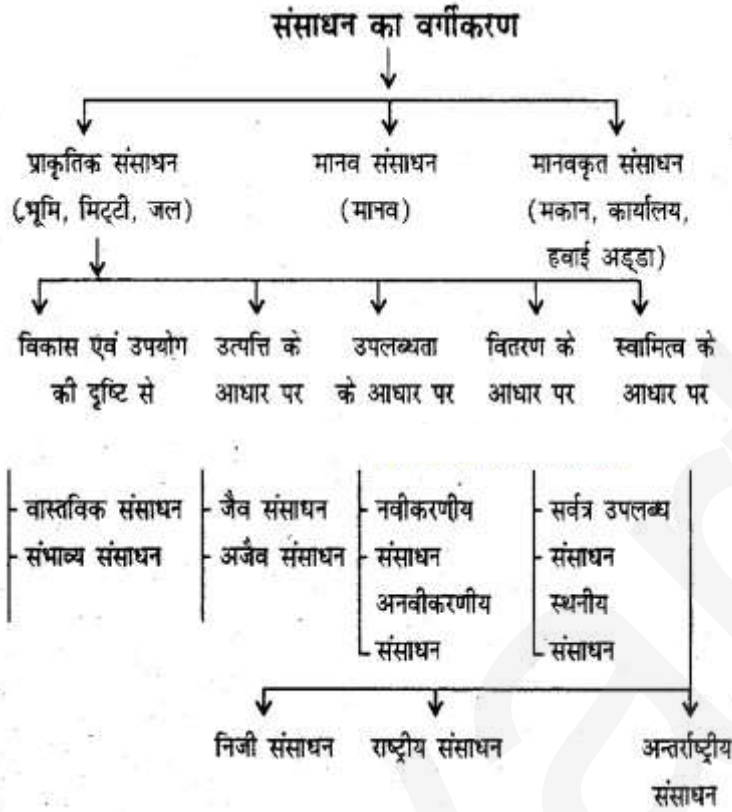 संसाधन का वर्गीकरण
प्राकृतिक संसाधन मानव संसाधन मानवकृत संसाधन
(भूमि, मिट्टी, जल) (मानव) (मकान, कार्यालय,
हवाई अड्डा)
विकास एवं उपयोग उत्पत्ति के उपलब्धता वितरण के स्वामित्व के
की दृष्टि से आधार पर के आधार पर आधार पर आधार पर
- वास्तविक संसाधन - जैव संसाधन - नवीकरणीय - सर्वत्र उपलब्ध
- संभाव्य संसाधन - अजैव संसाधन - संसाधन - संसाधन
अनवीकरणीय स्थनीय
- संसाधन - संसाधन
निजी संसाधन राष्ट्रीय संसाधन अन्तर्राष्ट्रीय
संसाधन